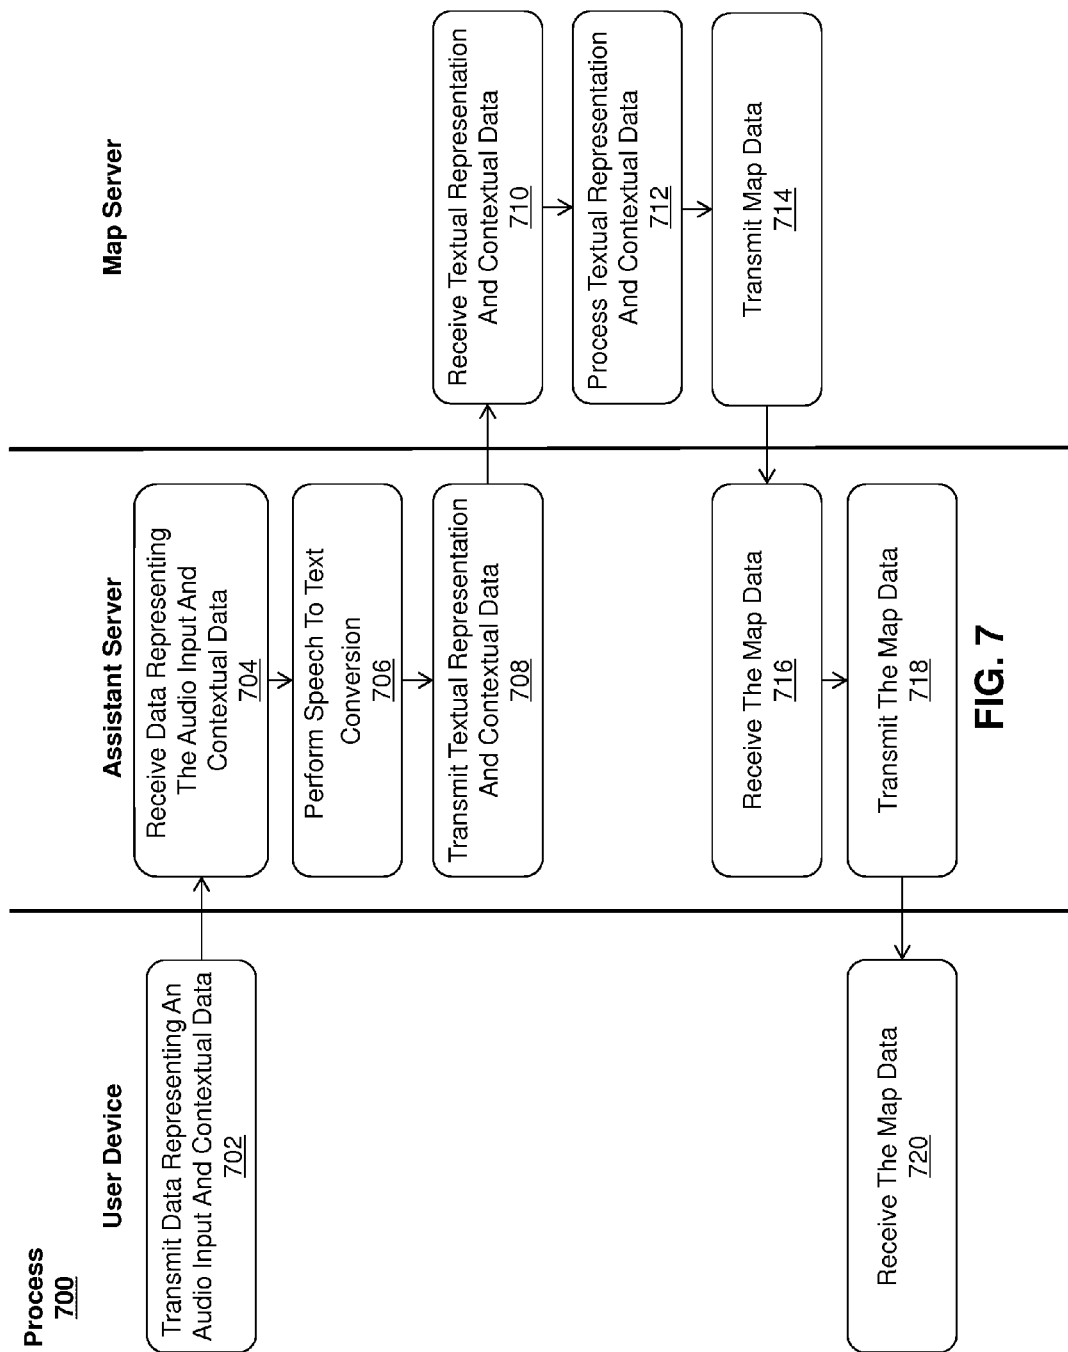 Process
700
User Device
Assistant Server
Map Server
Transmit Data Representing An
Audio Input And Contextual Data
702
Receive Data Representing
The Audio Input And
Contextual Data
704
Perform Speech To Text
Conversion
706
Transmit Textual Representation
And Contextual Data
708
Receive Textual Representation
And Contextual Data
710
Process Textual Representation
And Contextual Data
712
Transmit Map Data
714
Receive The Map Data
716
Transmit The Map Data
718
Receive The Map Data
720
FIG. 7